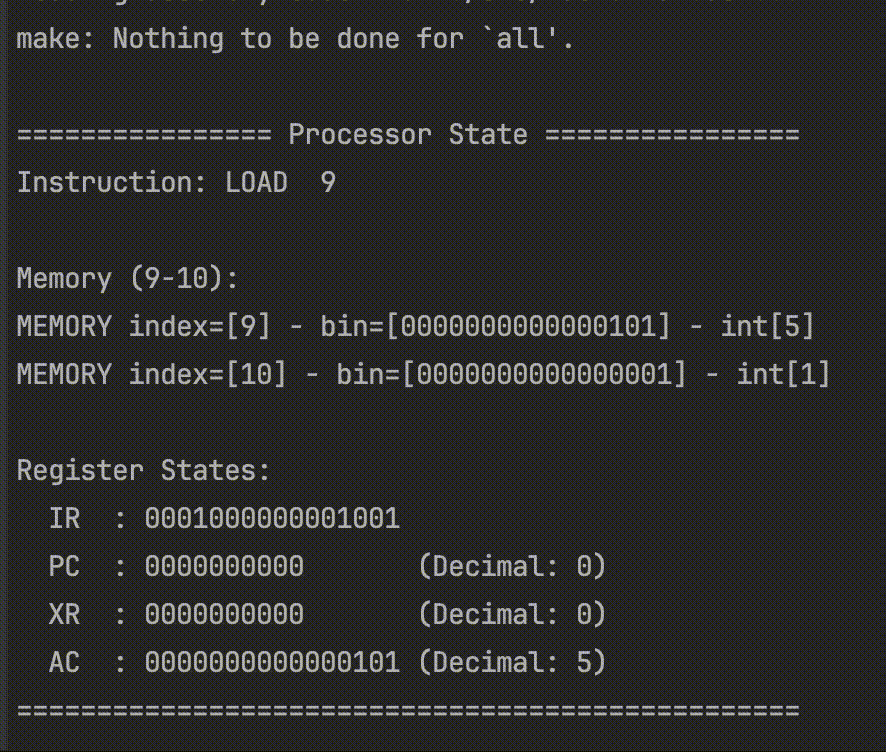 make: Nothing to be done for `all'.
================ Processor State ================
Instruction: LOAD  9
Memory (9-10):
MEMORY index=[9] - bin=[0000000000000101] - int[5]
MEMORY index=[10] - bin=[0000000000000001] - int[1]
Register States:
  IR  : 0001000000001001
  PC  : 0000000000       (Decimal: 0)
  XR  : 0000000000       (Decimal: 0)
  AC  : 0000000000000101 (Decimal: 5)
=================================================